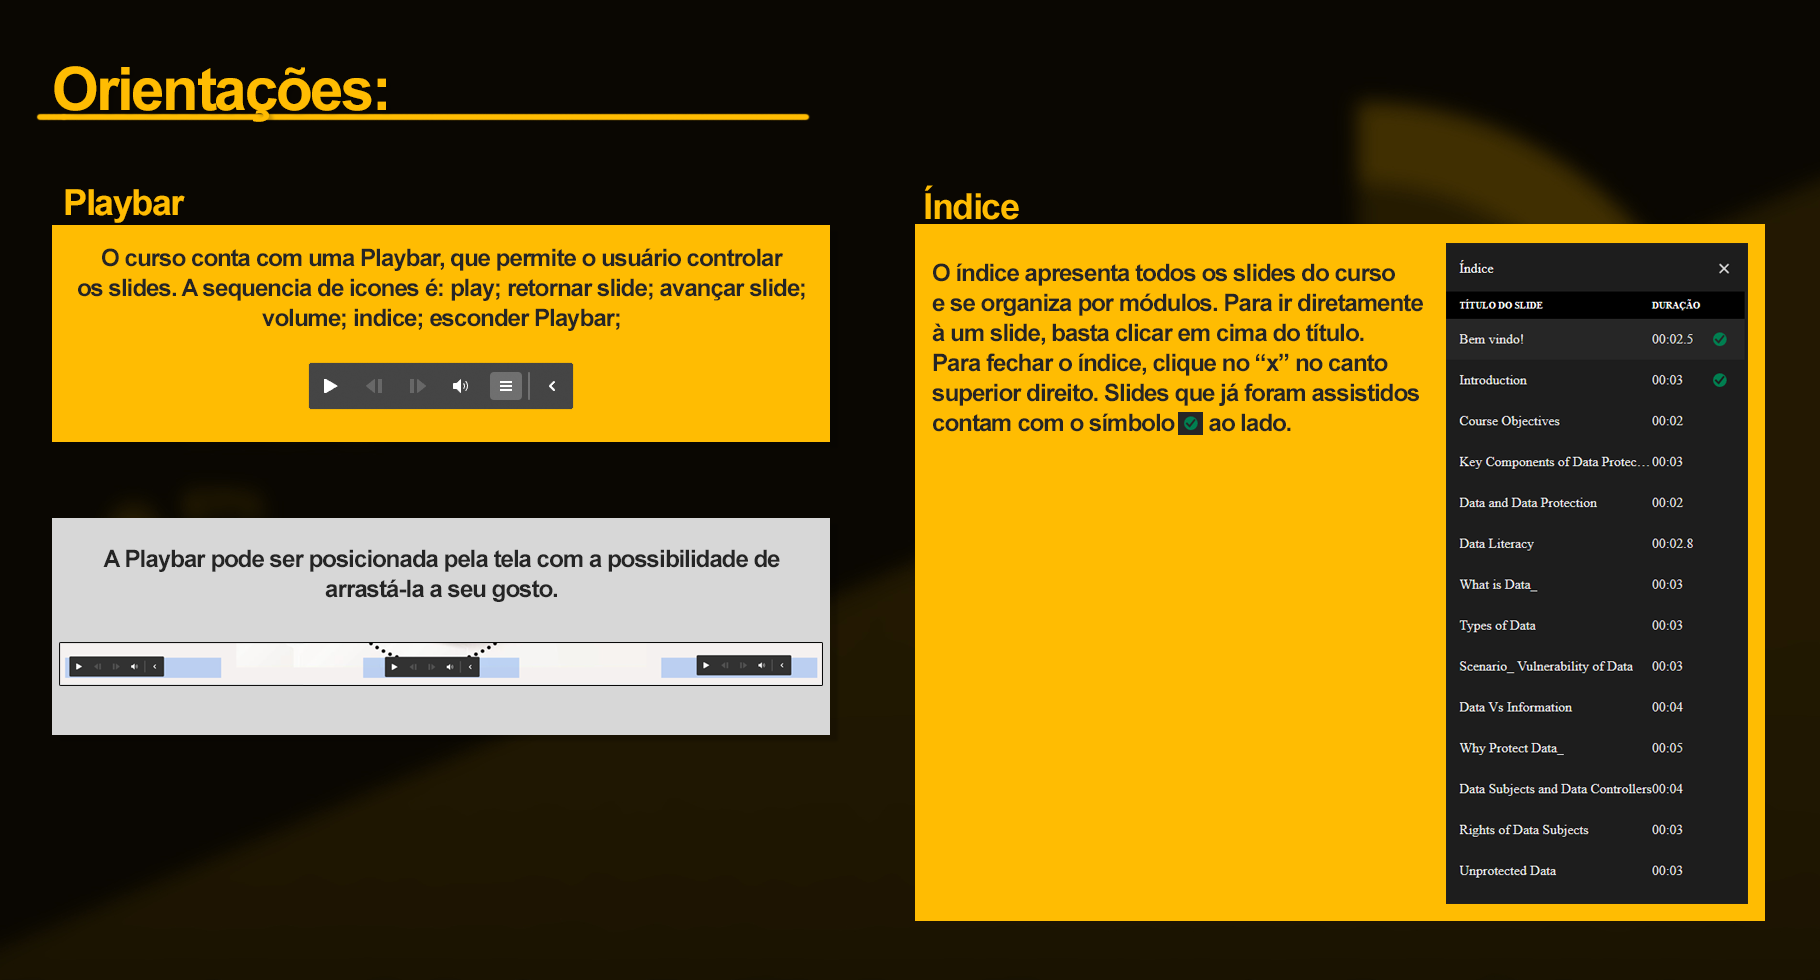 Orientações:
Playbar
O curso conta com uma Playbar, que permite o usuário controlar
os slides. A sequencia de icones é: play; retornar slide; avançar slide;
volume; indice; esconder Playbar;
A Playbar pode ser posicionada pela tela com a possibilidade de
arrastá-la a seu gosto.
Índice
O índice apresenta todos os slides do curso
e se organiza por módulos. Para ir diretamente
à um slide, basta clicar em cima do título.
Para fechar o índice, clique no “x” no canto
superior direito. Slides que já foram assistidos
contam com o símbolo ao lado.
Índice
TÍTULO DO SLIDE DURAÇÃO
Bem vindo! 00:02.5
Introduction 00:03
Course Objectives 00:02
Key Components of Data Protec... 00:03
Data and Data Protection 00:02
Data Literacy 00:02.8
What is Data_ 00:03
Types of Data 00:03
Scenario_ Vulnerability of Data 00:03
Data Vs Information 00:04
Why Protect Data_ 00:05
Data Subjects and Data Controllers 00:04
Rights of Data Subjects 00:03
Unprotected Data 00:03